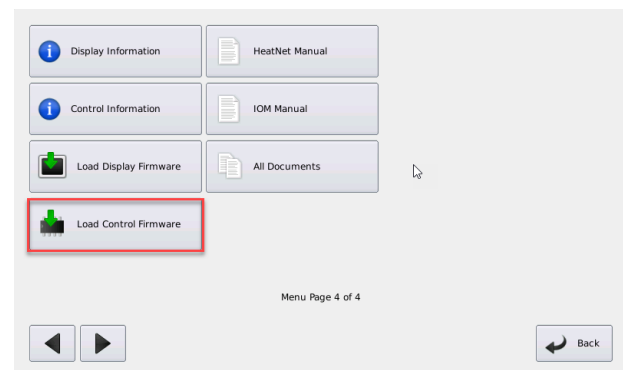 Display Information
HeatNet Manual
Control Information
IOM Manual
Load Display Firmware
All Documents
Load Control Firmware
Menu Page 4 of 4
Back